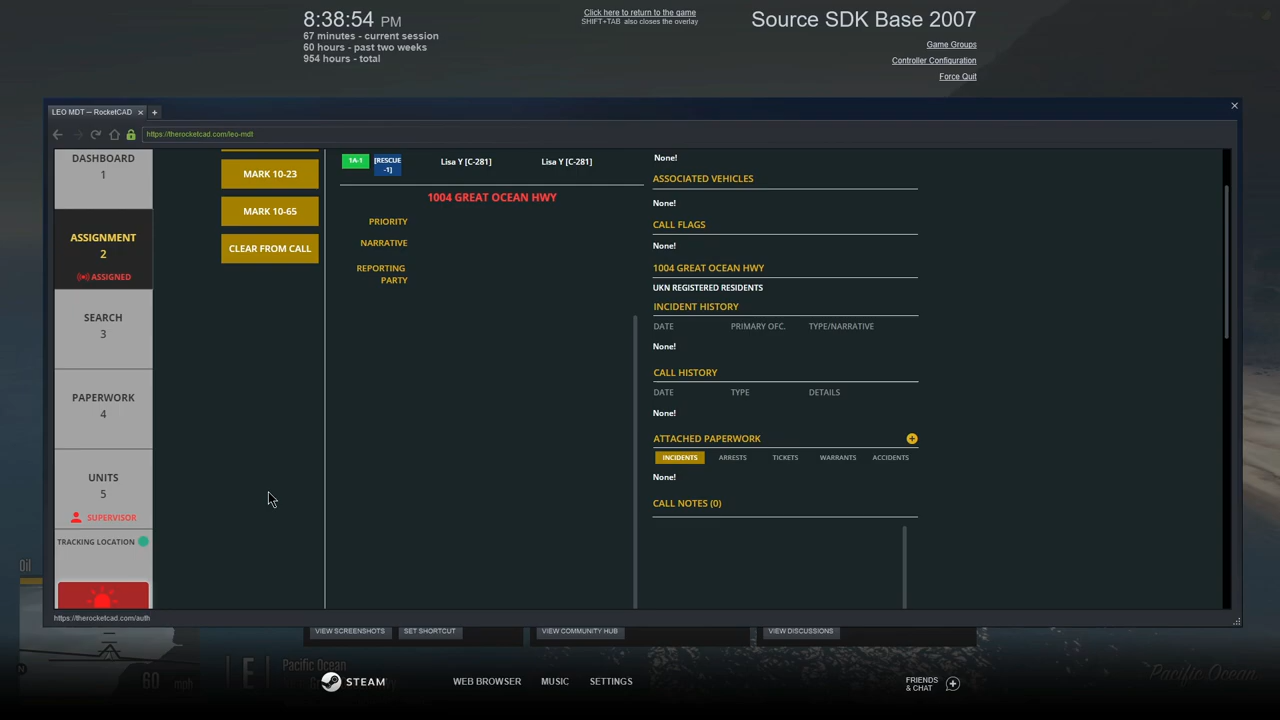 8:38:54 PM
67 minutes - current session
60 hours - past two weeks
954 hours - total
Click here to return to the game
SHIFT+TAB also closes the overlay
Source SDK Base 2007
Game Groups
Controller Configuration
Force Quit
LEO MDT — RocketCAD
https://therocketcad.com/leo-mdt
DASHBOARD
1
ASSIGNMENT
2
ASSIGNED
SEARCH
3
PAPERWORK
4
UNITS
5
SUPERVISOR
TRACKING LOCATION
https://therocketcad.com/auth
MARK 10-23
MARK 10-65
CLEAR FROM CALL
1A-1 [RESCUE -1] Lisa Y [C-281] Lisa Y [C-281]
1004 GREAT OCEAN HWY
PRIORITY
NARRATIVE
REPORTING
PARTY
None!
ASSOCIATED VEHICLES
None!
CALL FLAGS
None!
1004 GREAT OCEAN HWY
UKN REGISTERED RESIDENTS
INCIDENT HISTORY
DATE PRIMARY OFC. TYPE/NARRATIVE
None!
CALL HISTORY
DATE TYPE DETAILS
None!
ATTACHED PAPERWORK
INCIDENTS ARRESTS TICKETS WARRANTS ACCIDENTS
None!
CALL NOTES (0)
Oil
VIEW SCREENSHOTS SET SHORTCUT VIEW COMMUNITY HUB VIEW DISCUSSIONS
60 mph
E
Pacific Ocean
STEAM WEB BROWSER MUSIC SETTINGS
FRIENDS
& CHAT
Pacific Ocean